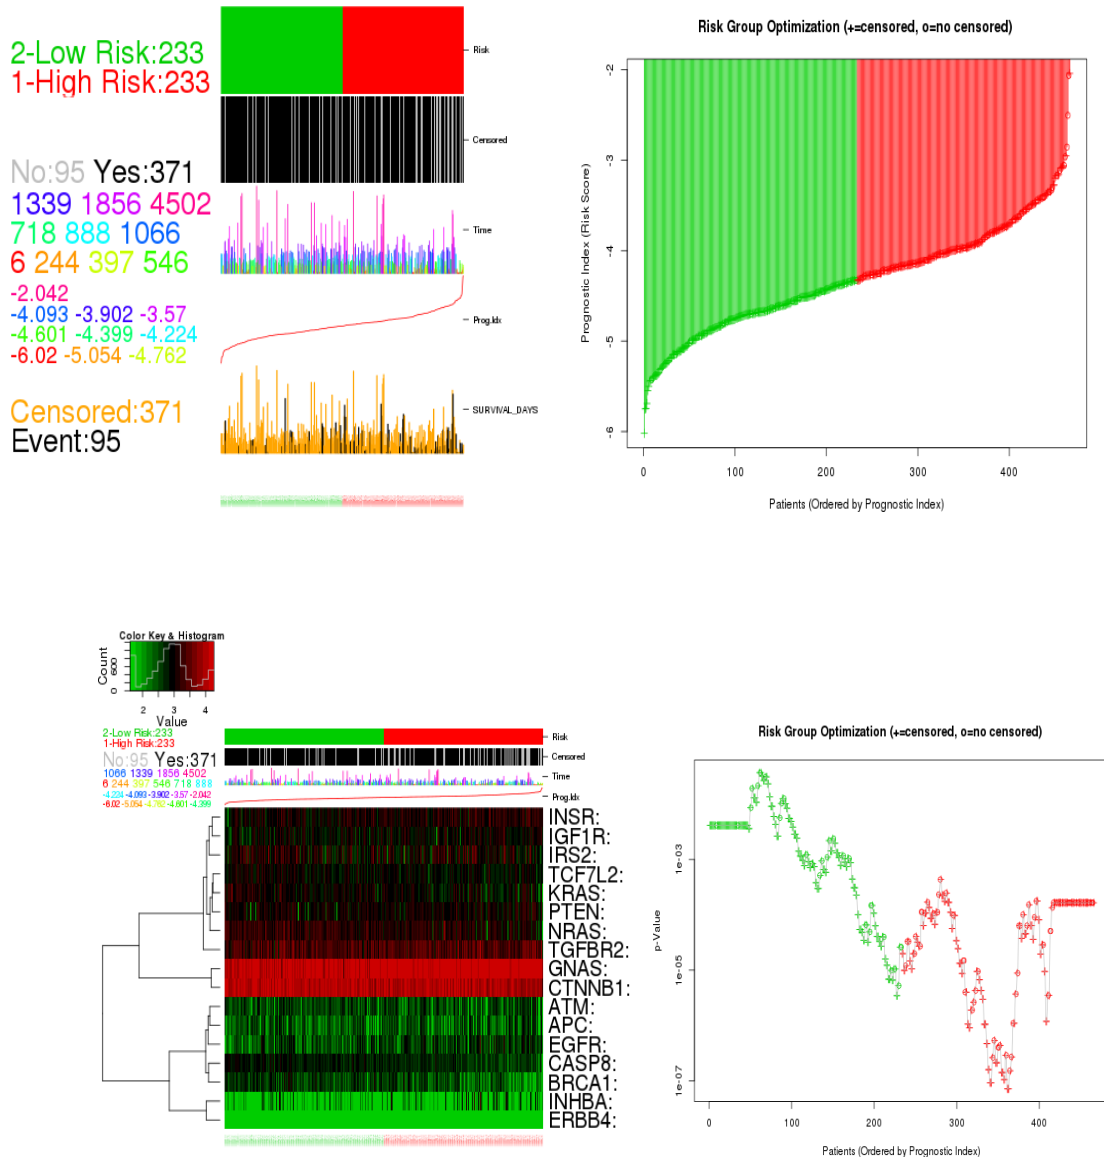 2-Low Risk:233
1-High Risk:233
No:95 Yes:371
1339 1856 4502
718 888 1066
6 244 397 546
-2.042
-4.093 -3.902 -3.57
-4.601 -4.399 -4.224
-6.02 -5.054 -4.762
Censored:371
Event:95
Risk
Censored
Time
Prog.Idx
SURVIVAL_DAYS
Risk Group Optimization (+=censored, o=no censored)
Prognostic Index (Risk Score)
-2
-3
-4
-5
-6
0 100 200 300 400
Patients (Ordered by Prognostic Index)
Color Key & Histogram
Count
0 600
2 3 4
Value
2-Low Risk:233
1-High Risk:233
No:95 Yes:371
1066 1339 1856 4502
6 244 397 546 718 888
-4.224 -4.093 -3.902 -3.57 -2.042
-6.02 -5.054 -4.762 -4.601 -4.399
Risk
Censored
Time
Prog.Idx
INSR:
IGF1R:
IRS2:
TCF7L2:
KRAS:
PTEN:
NRAS:
TGFBR2:
GNAS:
CTNNB1:
ATM:
APC:
EGFR:
CASP8:
BRCA1:
INHBA:
ERBB4:
Risk Group Optimization (+=censored, o=no censored)
p-Value
1e-03
1e-05
1e-07
0 100 200 300 400
Patients (Ordered by Prognostic Index)